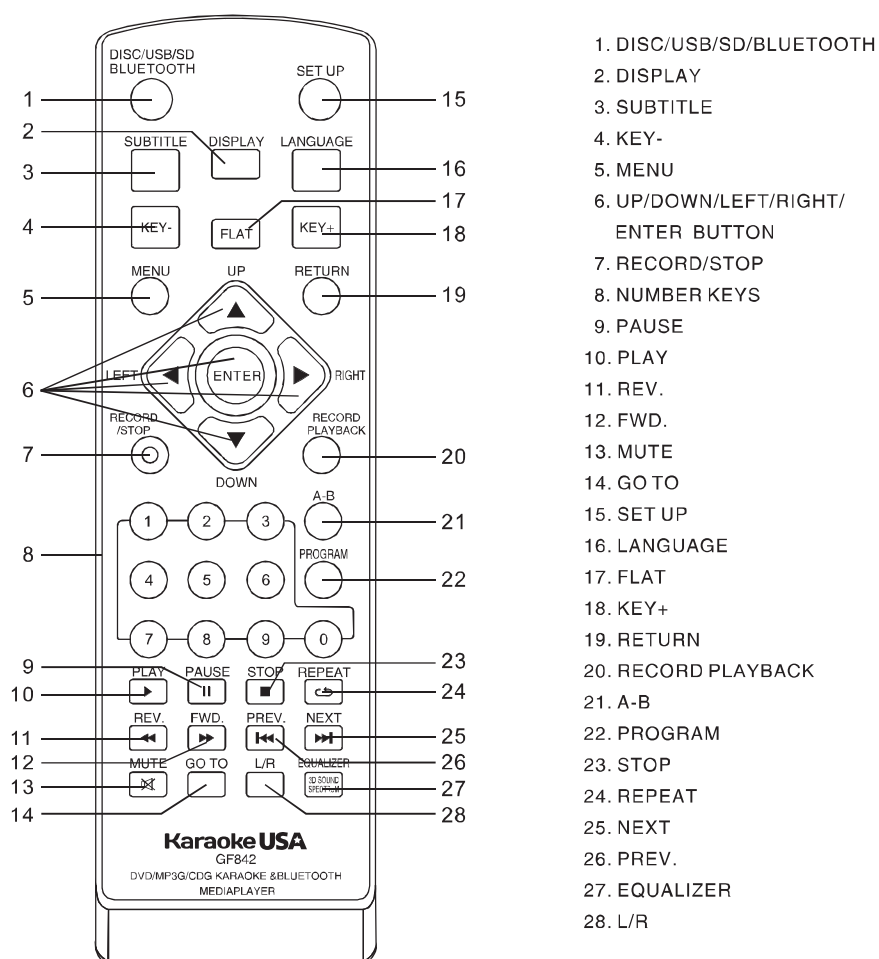 DISC/USB/SD
BLUETOOTH
SET UP
1
15
2
SUBTITLE DISPLAY LANGUAGE
3
16
17
4
KEY- FLAT KEY+
18
MENU UP RETURN
5
19
LEFT ENTER RIGHT
6
RECORD
/STOP
RECORD
PLAYBACK
7
20
DOWN
A-B
1 2 3
21
8
PROGRAM
4 5 6
22
7 8 9 0
9
23
PLAY PAUSE STOP REPEAT
10
24
REV. FWD. PREV. NEXT
11
25
12
26
MUTE GO TO L/R EQUALIZER
3D SOUND
SPECTRUM
13
27
14
28
Karaoke USA
GF842
DVD/MP3G/CDG KARAOKE &BLUETOOTH
MEDIAPLAYER
1. DISC/USB/SD/BLUETOOTH
2. DISPLAY
3. SUBTITLE
4. KEY-
5. MENU
6. UP/DOWN/LEFT/RIGHT/
ENTER BUTTON
7. RECORD/STOP
8. NUMBER KEYS
9. PAUSE
10. PLAY
11. REV.
12. FWD.
13. MUTE
14. GO TO
15. SET UP
16. LANGUAGE
17. FLAT
18. KEY+
19. RETURN
20. RECORD PLAYBACK
21. A-B
22. PROGRAM
23. STOP
24. REPEAT
25. NEXT
26. PREV.
27. EQUALIZER
28. L/R